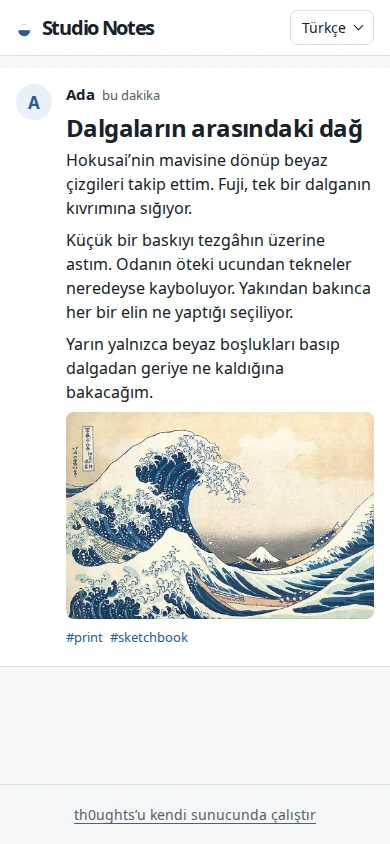 Studio Notes
Türkçe
A
Ada bu dakika
Dalgaların arasındaki dağ
Hokusai’nin mavisine dönüp beyaz
çizgileri takip ettim. Fuji, tek bir dalganın
kıvrımına sığıyor.
Küçük bir baskıyı tezgâhın üzerine
astım. Odanın öteki ucundan tekneler
neredeyse kayboluyor. Yakından bakınca
her bir elin ne yaptığı seçiliyor.
Yarın yalnızca beyaz boşlukları basıp
dalgadan geriye ne kaldığına
bakacağım.
#print #sketchbook
th0ughts’u kendi sunucunda çalıştır